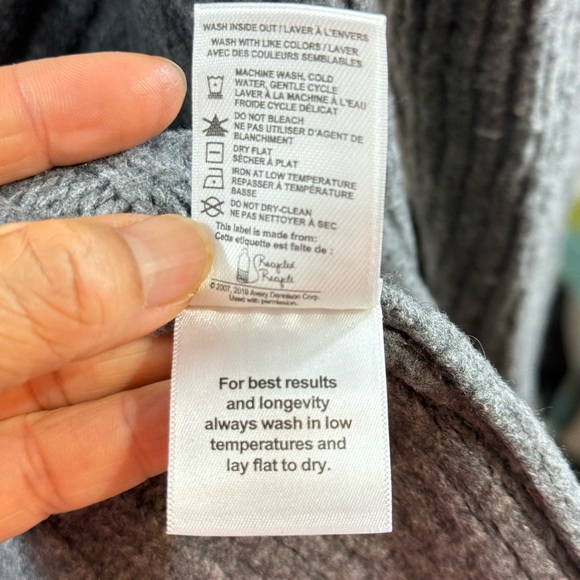 WASH INSIDE OUT / LAVER À L'ENVERS
WASH WITH LIKE COLORS / LAVER
AVEC DES COULEURS SEMBLABLES
MACHINE WASH, COLD
WATER, GENTLE CYCLE
LAVER À LA MACHINE À L'EAU
FROIDE CYCLE DÉLICAT
DO NOT BLEACH
NE PAS UTILISER D'AGENT DE
BLANCHIMENT
DRY FLAT
SÉCHER À PLAT
IRON AT LOW TEMPERATURE
REPASSER À TEMPÉRATURE
BASSE
DO NOT DRY-CLEAN
NE PAS NETTOYER À SEC
This label is made from:
Cette etiquette est faite de :
Recycled
Recyclé
©2007, 2019 Avery Dennison Corp.
Used with permission.
For best results
and longevity
always wash in low
temperatures and
lay flat to dry.